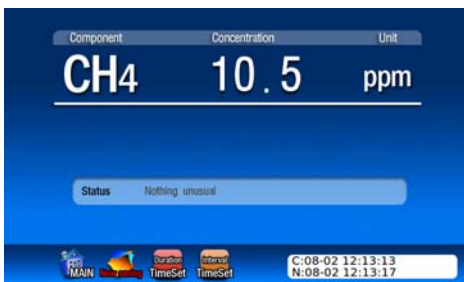 Component Concentration Unit
CH4 10.5 ppm
Status Nothing unusual
MAIN Duration TimeSet Interval TimeSet
C:08-02 12:13:13
N:08-02 12:13:17